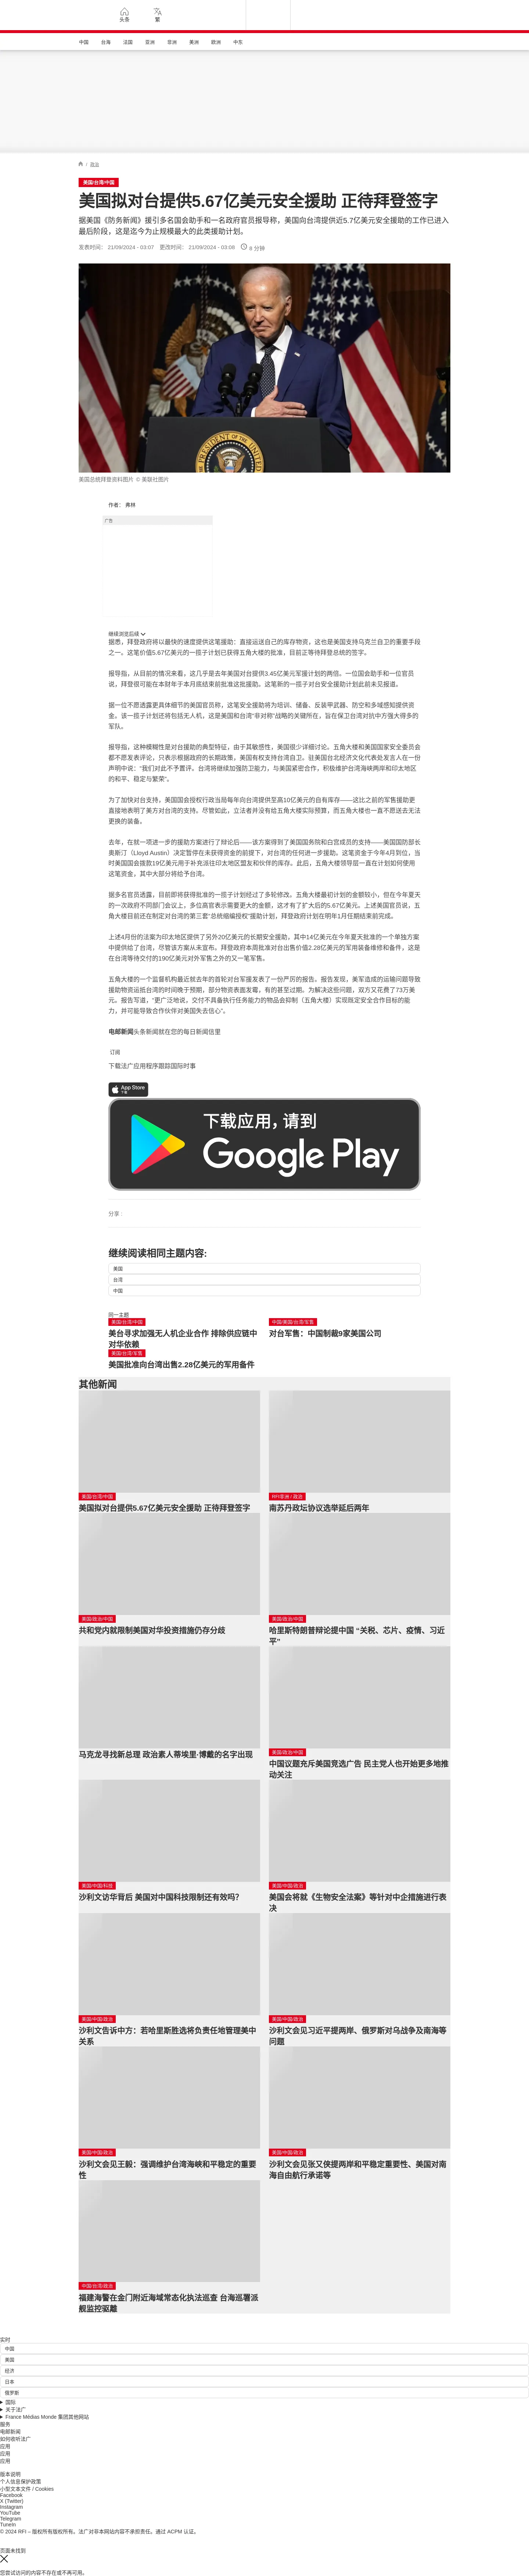 头条
繁
中国
台海
法国
亚洲
非洲
美洲
欧洲
中东
/ 政治
美国/台湾/中国
美国拟对台提供5.67亿美元安全援助 正待拜登签字
据美国《防务新闻》援引多名国会助手和一名政府官员报导称，美国向台湾提供近5.7亿美元安全援助的工作已进入最后阶段，这是迄今为止规模最大的此类援助计划。
发表时间： 21/09/2024 - 03:07 更改时间： 21/09/2024 - 03:08 6 分钟
美国总统拜登资料图片 © 美联社图片
作者： 弗林
广告
继续浏览后续
据悉，拜登政府将以最快的速度提供这笔援助：直接运送自己的库存物资，这也是美国支持乌克兰自卫的重要手段之一。这笔价值5.67亿美元的一揽子计划已获得五角大楼的批准，目前正等待拜登总统的签字。
报导指，从目前的情况来看，这几乎是去年美国对台提供3.45亿美元军援计划的两倍。一位国会助手和一位官员说，拜登很可能在本财年于本月底结束前批准这批援助。这笔新的一揽子对台安全援助计划此前未见报道。
据一位不愿透露更具体细节的美国官员称，这笔安全援助将为培训、储备、反装甲武器、防空和多域感知提供资金。该一揽子计划还将包括无人机，这是美国和台湾“非对称”战略的关键所在，旨在保卫台湾对抗中方强大得多的军队。
报导指，这种模糊性是对台援助的典型特征，由于其敏感性，美国很少详细讨论。五角大楼和美国国家安全委员会都不愿发表评论，只表示根据政府的长期政策，美国有权支持台湾自卫。驻美国台北经济文化代表处发言人在一份声明中说：“我们对此不予置评。台湾将继续加强防卫能力，与美国紧密合作，积极维护台湾海峡两岸和印太地区的和平、稳定与繁荣”。
为了加快对台支持，美国国会授权行政当局每年向台湾提供至高10亿美元的自有库存——这比之前的军售援助更直接地表明了美方对台湾的支持。尽管如此，立法者并没有给五角大楼实际预算，而五角大楼也一直不愿送去无法更换的装备。
去年，在就一项进一步的援助方案进行了辩论后——该方案得到了美国国务院和白宫成员的支持——美国国防部长奥斯汀（Lloyd Austin）决定暂停在未获得资金的前提下，对台湾的任何进一步援助。这笔资金于今年4月到位，当时美国国会拨款19亿美元用于补充派往印太地区盟友和伙伴的库存。此后，五角大楼领导层一直在计划如何使用这笔资金，其中大部分将给予台湾。
据多名官员透露，目前即将获得批准的一揽子计划经过了多轮修改。五角大楼最初计划的金额较小，但在今年夏天的一次政府不同部门会议上，多位高官表示需要更大的金额，这才有了扩大后的5.67亿美元。上述美国官员说，五角大楼目前还在制定对台湾的第三套“总统缩编授权”援助计划，拜登政府计划在明年1月任期结束前完成。
上述4月份的法案为印太地区提供了另外20亿美元的长期安全援助，其中14亿美元在今年夏天批准的一个单独方案中提供给了台湾，尽管该方案从未宣布。拜登政府本周批准对台出售价值2.28亿美元的军用装备维修和备件，这是在台湾等待交付的190亿美元对外军售之外的又一笔军售。
五角大楼的一个监督机构最近就去年的首轮对台军援发表了一份严厉的报告。报告发现，美军造成的运输问题导致援助物资运抵台湾的时间晚于预期，部分物资表面发霉，有的甚至过期。为解决这些问题，双方又花费了73万美元。报告写道，“更广泛地说，交付不具备执行任务能力的物品会抑制（五角大楼）实现既定安全合作目标的能力，并可能导致合作伙伴对美国失去信心”。
电邮新闻头条新闻就在您的每日新闻信里
订阅
下载法广应用程序跟踪国际时事
App Store
下载应用，请到
Google Play
分享 :
继续阅读相同主题内容:
美国
台湾
中国
同一主题
美国/台湾/中国
美台寻求加强无人机企业合作 排除供应链中对华依赖
中国/美国/台湾/军售
对台军售：中国制裁9家美国公司
美国/台湾/军售
美国批准向台湾出售2.28亿美元的军用备件
其他新闻
美国/台湾/中国
美国拟对台提供5.67亿美元安全援助 正待拜登签字
RFI非洲 / 政治
南苏丹政坛协议选举延后两年
美国/政治/中国
共和党内就限制美国对华投资措施仍存分歧
美国/政治/中国
哈里斯特朗普辩论提中国 “关税、芯片、疫情、习近平”
马克龙寻找新总理 政治素人蒂埃里·博戴的名字出现
美国/政治/中国
中国议题充斥美国竞选广告 民主党人也开始更多地推动关注
美国/中国/科技
沙利文访华背后 美国对中国科技限制还有效吗?
美国/中国/政治
美国会将就《生物安全法案》等针对中企措施进行表决
美国/中国/政治
沙利文告诉中方：若哈里斯胜选将负责任地管理美中关系
美国/中国/政治
沙利文会见习近平提两岸、俄罗斯对乌战争及南海等问题
美国/中国/政治
沙利文会见王毅：强调维护台湾海峡和平稳定的重要性
美国/中国/政治
沙利文会见张又侠提两岸和平稳定重要性、美国对南海自由航行承诺等
中国/台湾/政治
福建海警在金门附近海域常态化执法巡查 台海巡署派舰监控驱离
实时
中国
美国
经济
日本
俄罗斯
国际
关于法广
France Médias Monde 集团其他网站
服务
电邮新闻
如何收听法广
应用
应用
应用
版本说明
个人信息保护政策
小型文本文件 / Cookies
Facebook
X (Twitter)
Instagram
YouTube
Telegram
TuneIn
© 2024 RFI – 版权所有版权所有。法广对非本网站内容不承担责任。通过 ACPM 认证。
页面未找到
您尝试访问的内容不存在或不再可用。